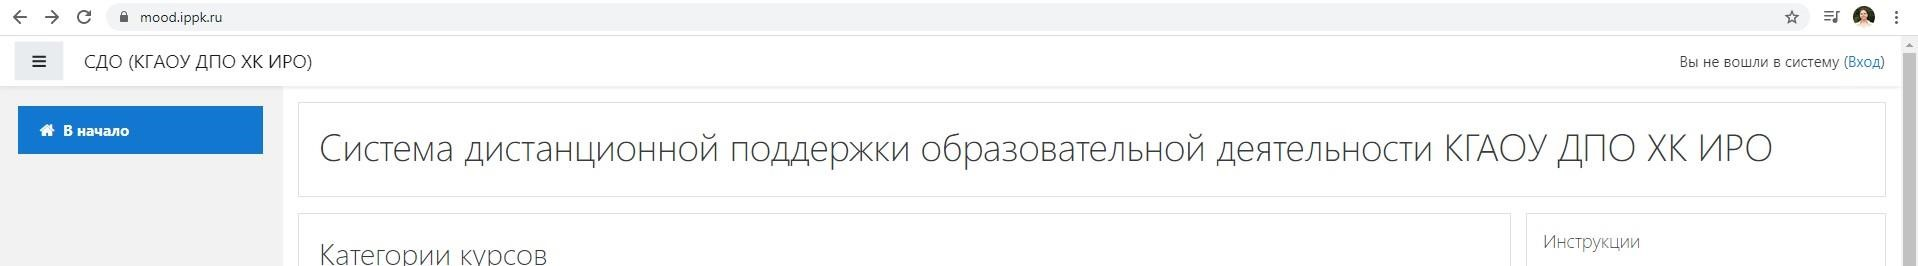 mood.ippk.ru
СДО (КГАОУ ДПО ХК ИРО)
Вы не вошли в систему (Вход)
В начало
Система дистанционной поддержки образовательной деятельности КГАОУ ДПО ХК ИРО
Категории курсов
Инструкции